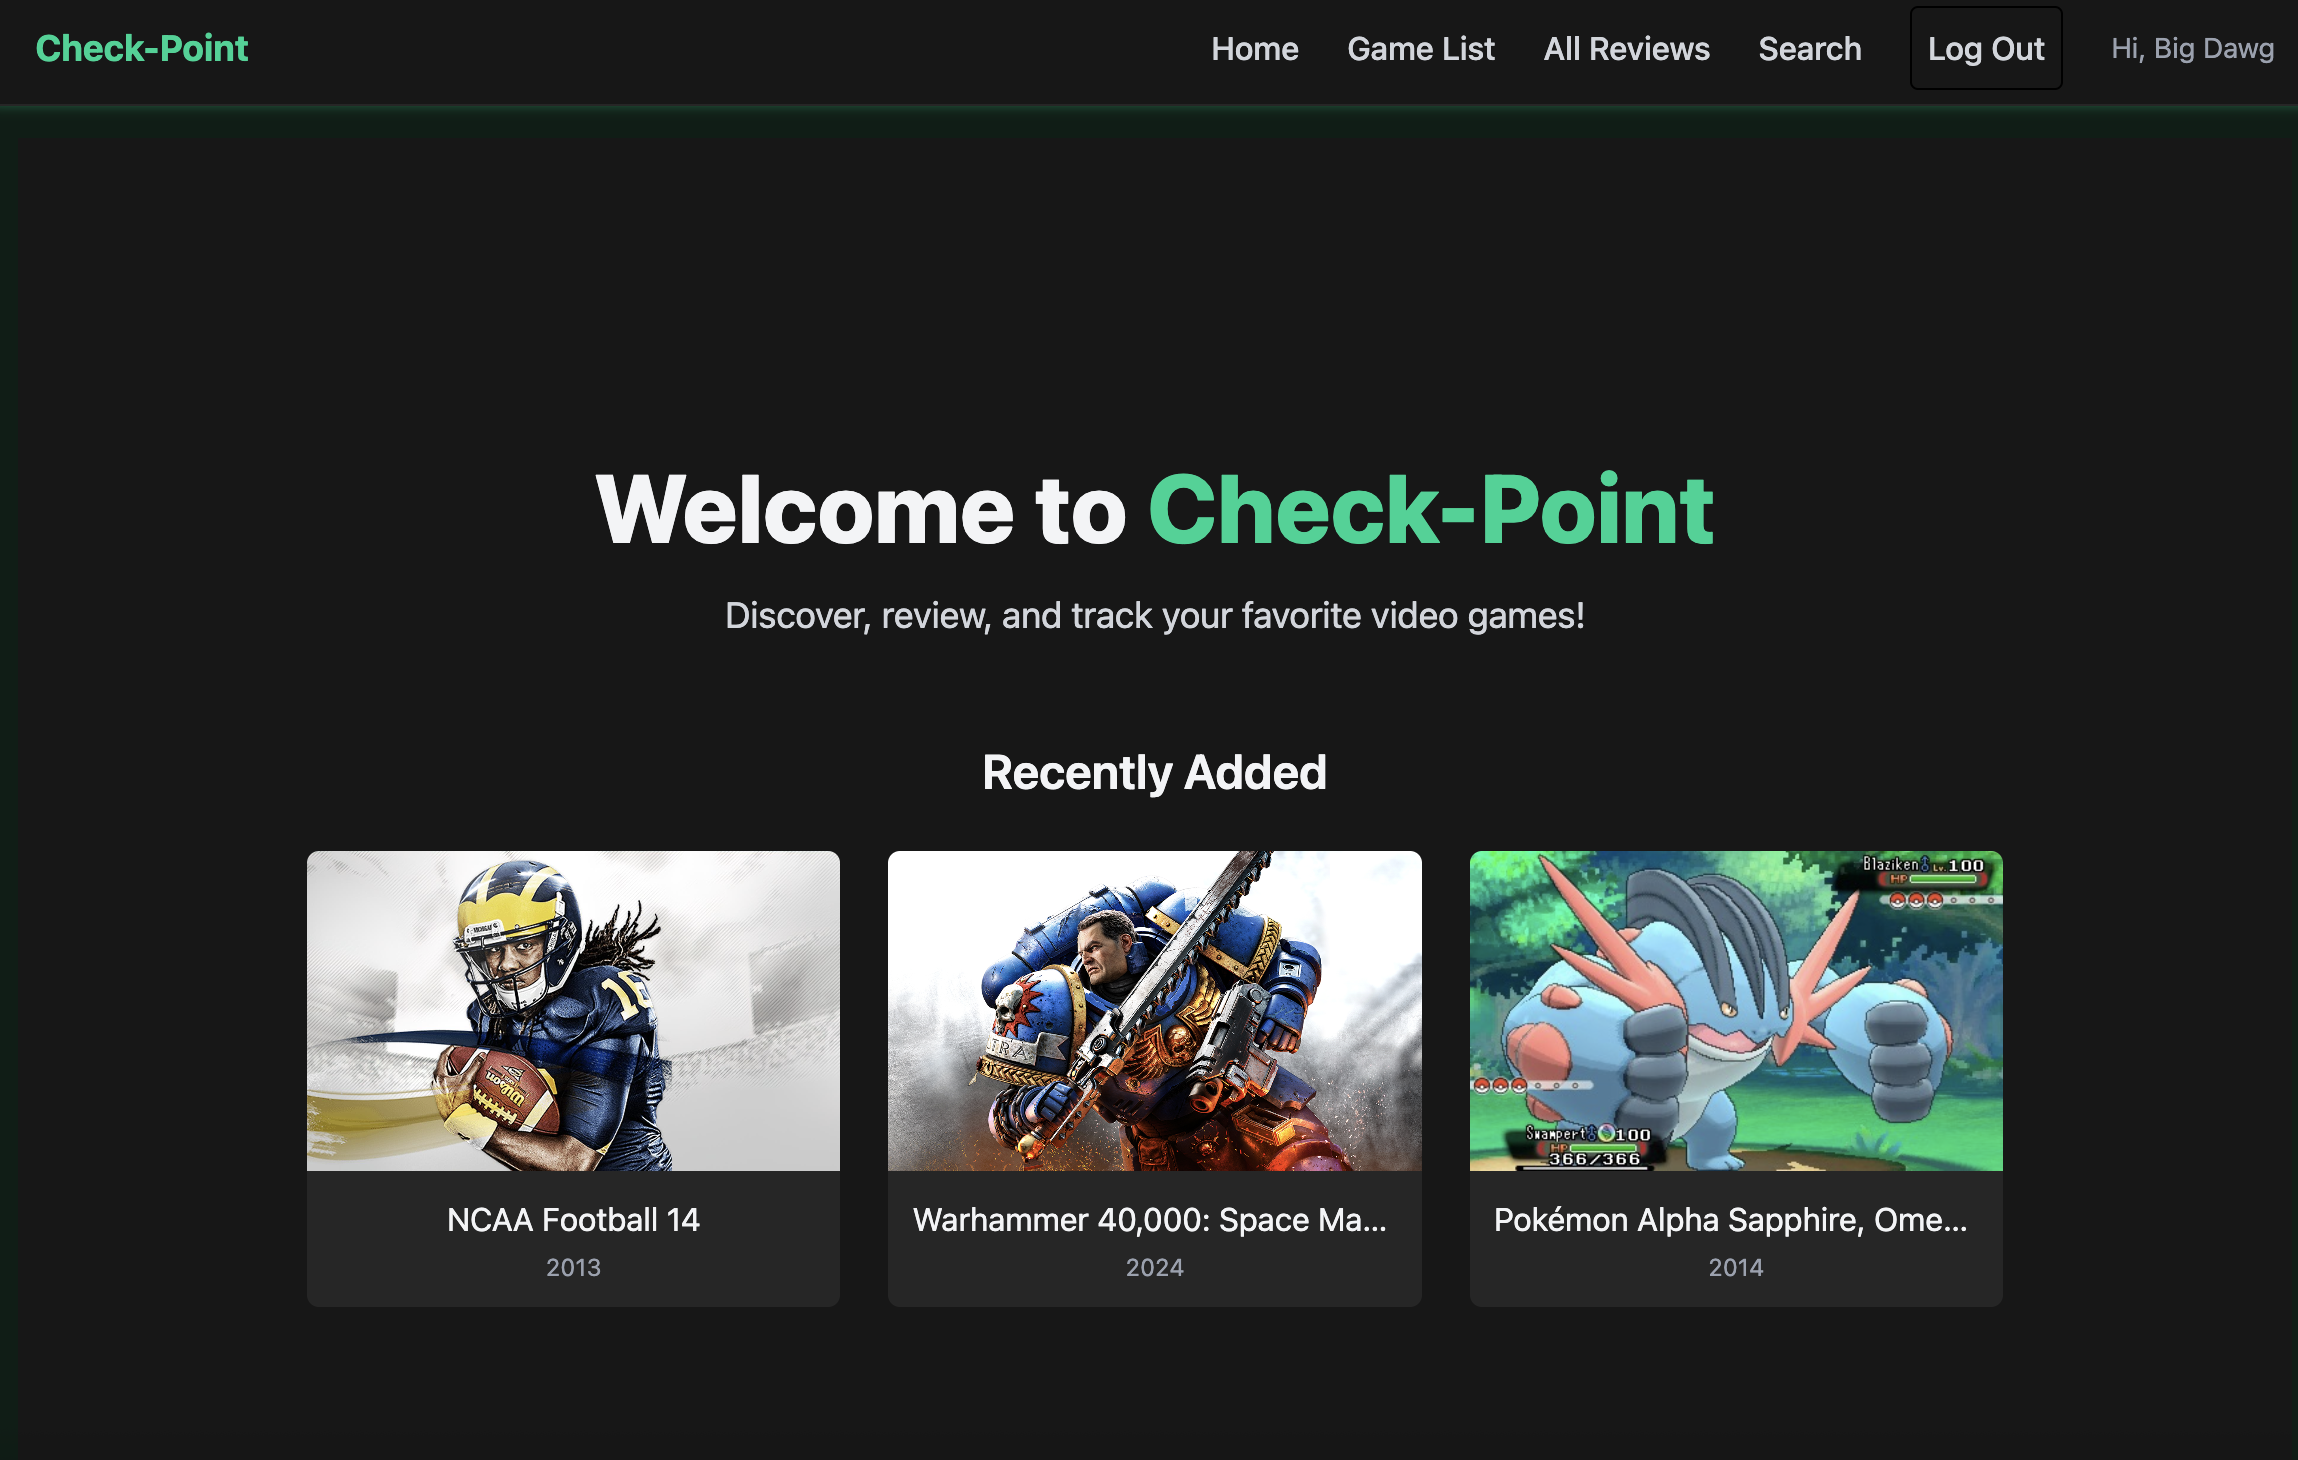 Check-Point
Home
Game List
All Reviews
Search
Log Out
Hi, Big Dawg
Welcome to Check-Point
Discover, review, and track your favorite video games!
Recently Added
MICHIGAN
16
Wilson
NCAA Football 14
2013
TRA
Warhammer 40,000: Space Ma...
2024
Blaziken♂ Lv.100
HP
Swampert♂ 100
HP
366/366
Pokémon Alpha Sapphire, Ome...
2014